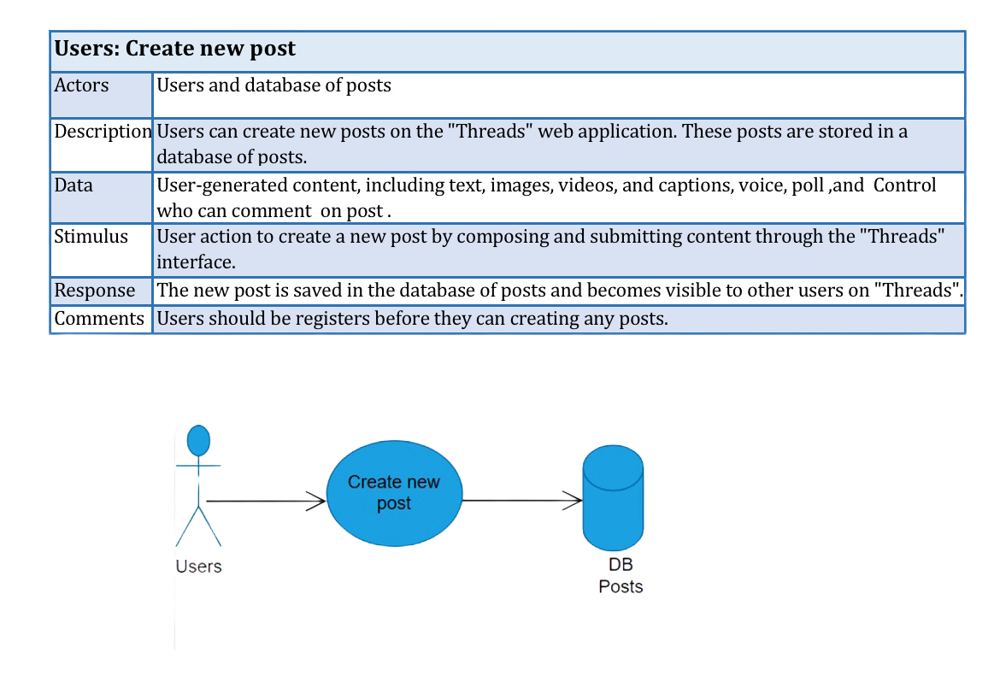 Users: Create new post
Actors
Users and database of posts
Description
Users can create new posts on the "Threads" web application. These posts are stored in a
database of posts.
Data
User-generated content, including text, images, videos, and captions, voice, poll ,and  Control
who can comment  on post .
Stimulus
User action to create a new post by composing and submitting content through the "Threads"
interface.
Response
The new post is saved in the database of posts and becomes visible to other users on "Threads".
Comments
Users should be registers before they can creating any posts.
Create new
post
Users
DB
Posts